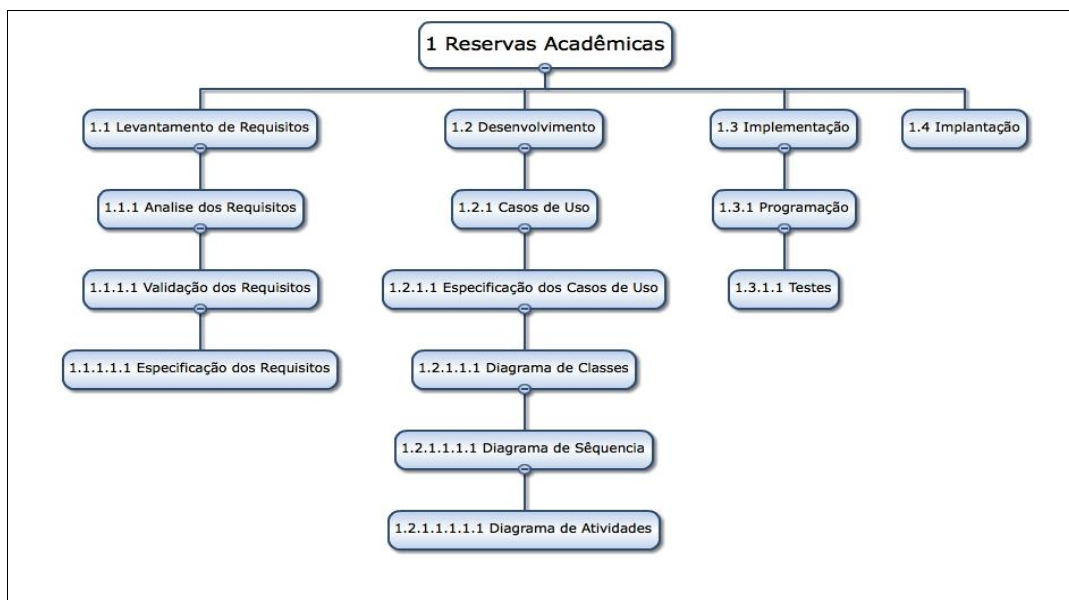 1 Reservas Acadêmicas
1.1 Levantamento de Requisitos
1.2 Desenvolvimento
1.3 Implementação
1.4 Implantação
1.1.1 Analise dos Requisitos
1.2.1 Casos de Uso
1.3.1 Programação
1.1.1.1 Validação dos Requisitos
1.2.1.1 Especificação dos Casos de Uso
1.3.1.1 Testes
1.1.1.1.1 Especificação dos Requisitos
1.2.1.1.1 Diagrama de Classes
1.2.1.1.1.1 Diagrama de Sêquencia
1.2.1.1.1.1.1 Diagrama de Atividades